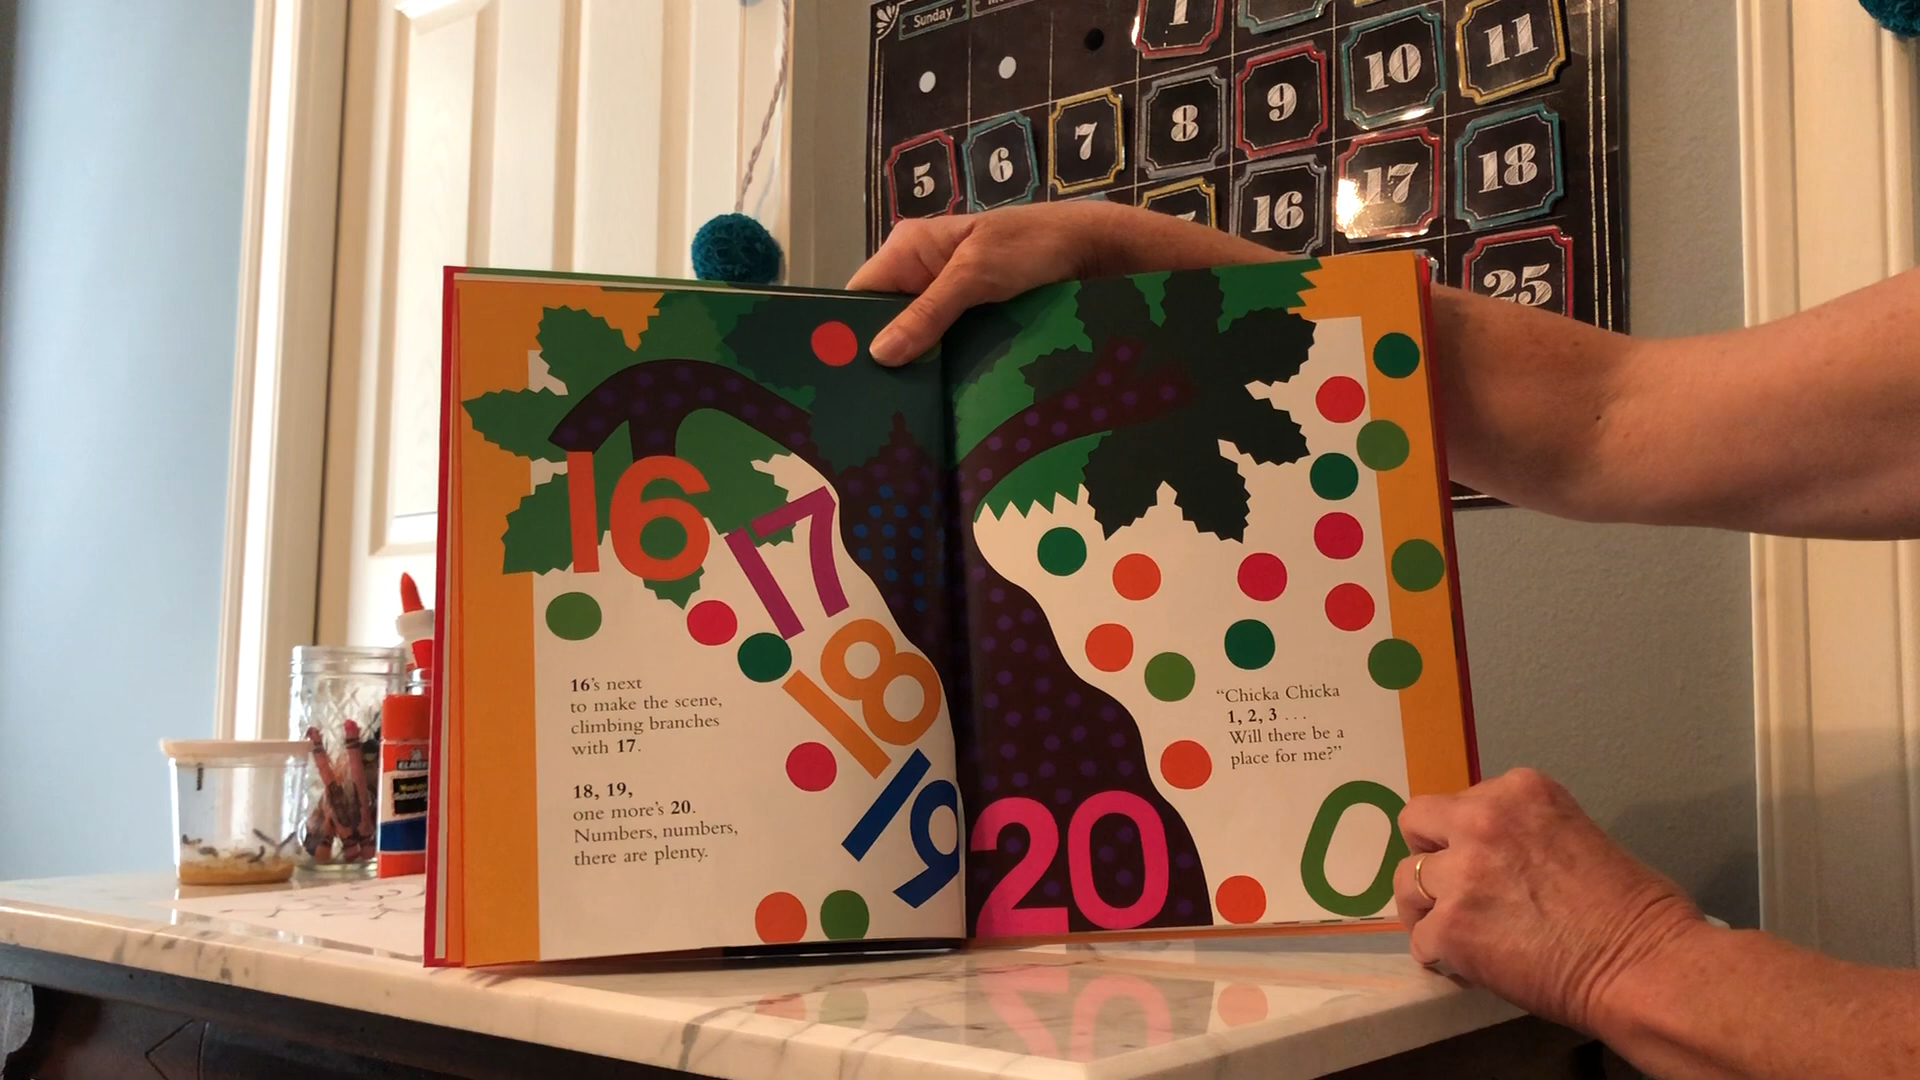 Sunday
1
5 6 7 8 9 10 11
16 17 18
25
16
17
18
19
20
0
16's next
to make the scene,
climbing branches
with 17.
18, 19,
one more's 20.
Numbers, numbers,
there are plenty.
"Chicka Chicka
1, 2, 3 . . .
Will there be a
place for me?"